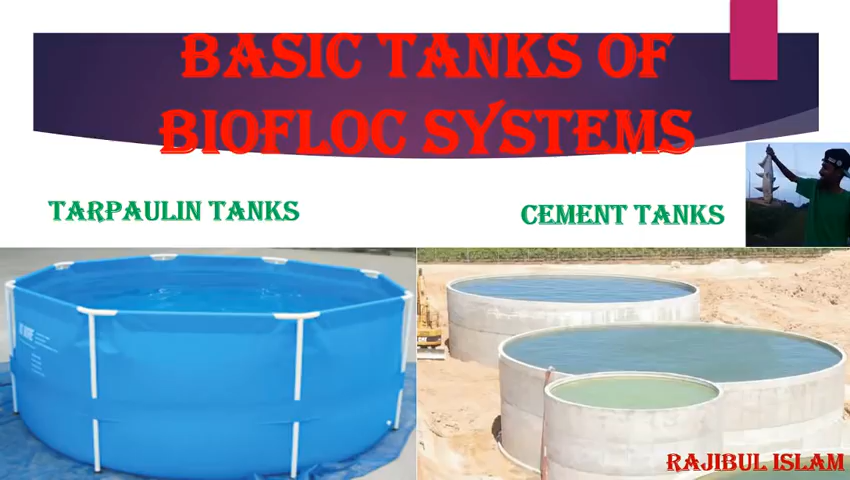 BASIC TANKS OF
BIOFLOC SYSTEMS
TARPAULIN TANKS
CEMENT TANKS
RAJIBUL ISLAM